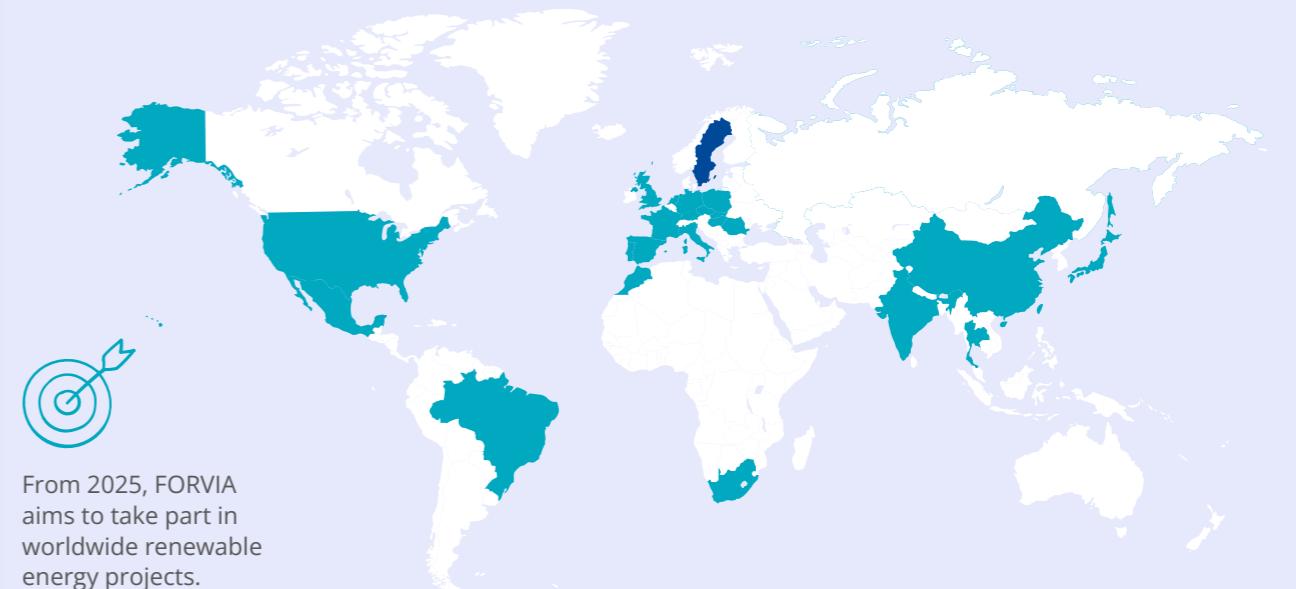 From 2025, FORVIA
aims to take part in
worldwide renewable
energy projects.